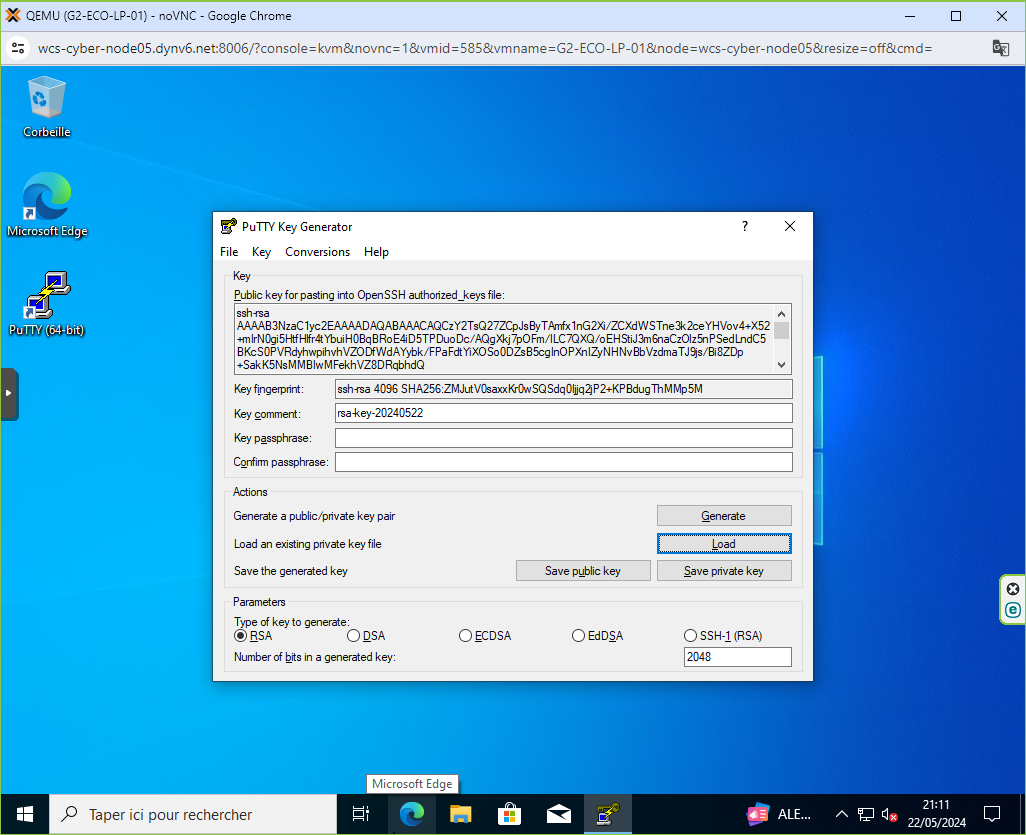 QEMU (G2-ECO-LP-01) - noVNC - Google Chrome
wcs-cyber-node05.dynv6.net:8006/?console=kvm&novnc=1&vmid=585&vmname=G2-ECO-LP-01&node=wcs-cyber-node05&resize=off&cmd=
Corbeille
Microsoft Edge
PuTTY (64-bit)
PuTTY Key Generator
?
File Key Conversions Help
Key
Public key for pasting into OpenSSH authorized_keys file:
ssh-rsa
AAAAB3NzaC1yc2EAAAADAQABAAACAQCzY2TsQ27ZCpJsByTAmfx1nG2Xi/ZCXdWSTne3k2ceYHVov4+X52
+mIrN0gi5HtfHlfr4tYbuiH0BqBRoE4iD5TPDuoDc/AQgXkj7pOFm/ILC7QXQ/oEHStiJ3m6naCzOlz5nPSedLndC5
BKcS0PVRdyhwpihvhVZODfWdAYybk/FPaFdtYiXOSo0DZsB5cgInOPXnIZyNHNvBbVzdmaTJ9js/Bi8ZDp
+SakK5NsMMBIwMFekhVZ8DRqbhdQ
Key fingerprint: ssh-rsa 4096 SHA256:ZMJutV0saxxKr0wSQSdq0ljjq2jP2+KPBdugThMMp5M
Key comment: rsa-key-20240522
Key passphrase:
Confirm passphrase:
Actions
Generate a public/private key pair Generate
Load an existing private key file Load
Save the generated key Save public key Save private key
Parameters
Type of key to generate:
RSA DSA ECDSA EdDSA SSH-1 (RSA)
Number of bits in a generated key: 2048
Microsoft Edge
Taper ici pour rechercher
ALE...
21:11
22/05/2024